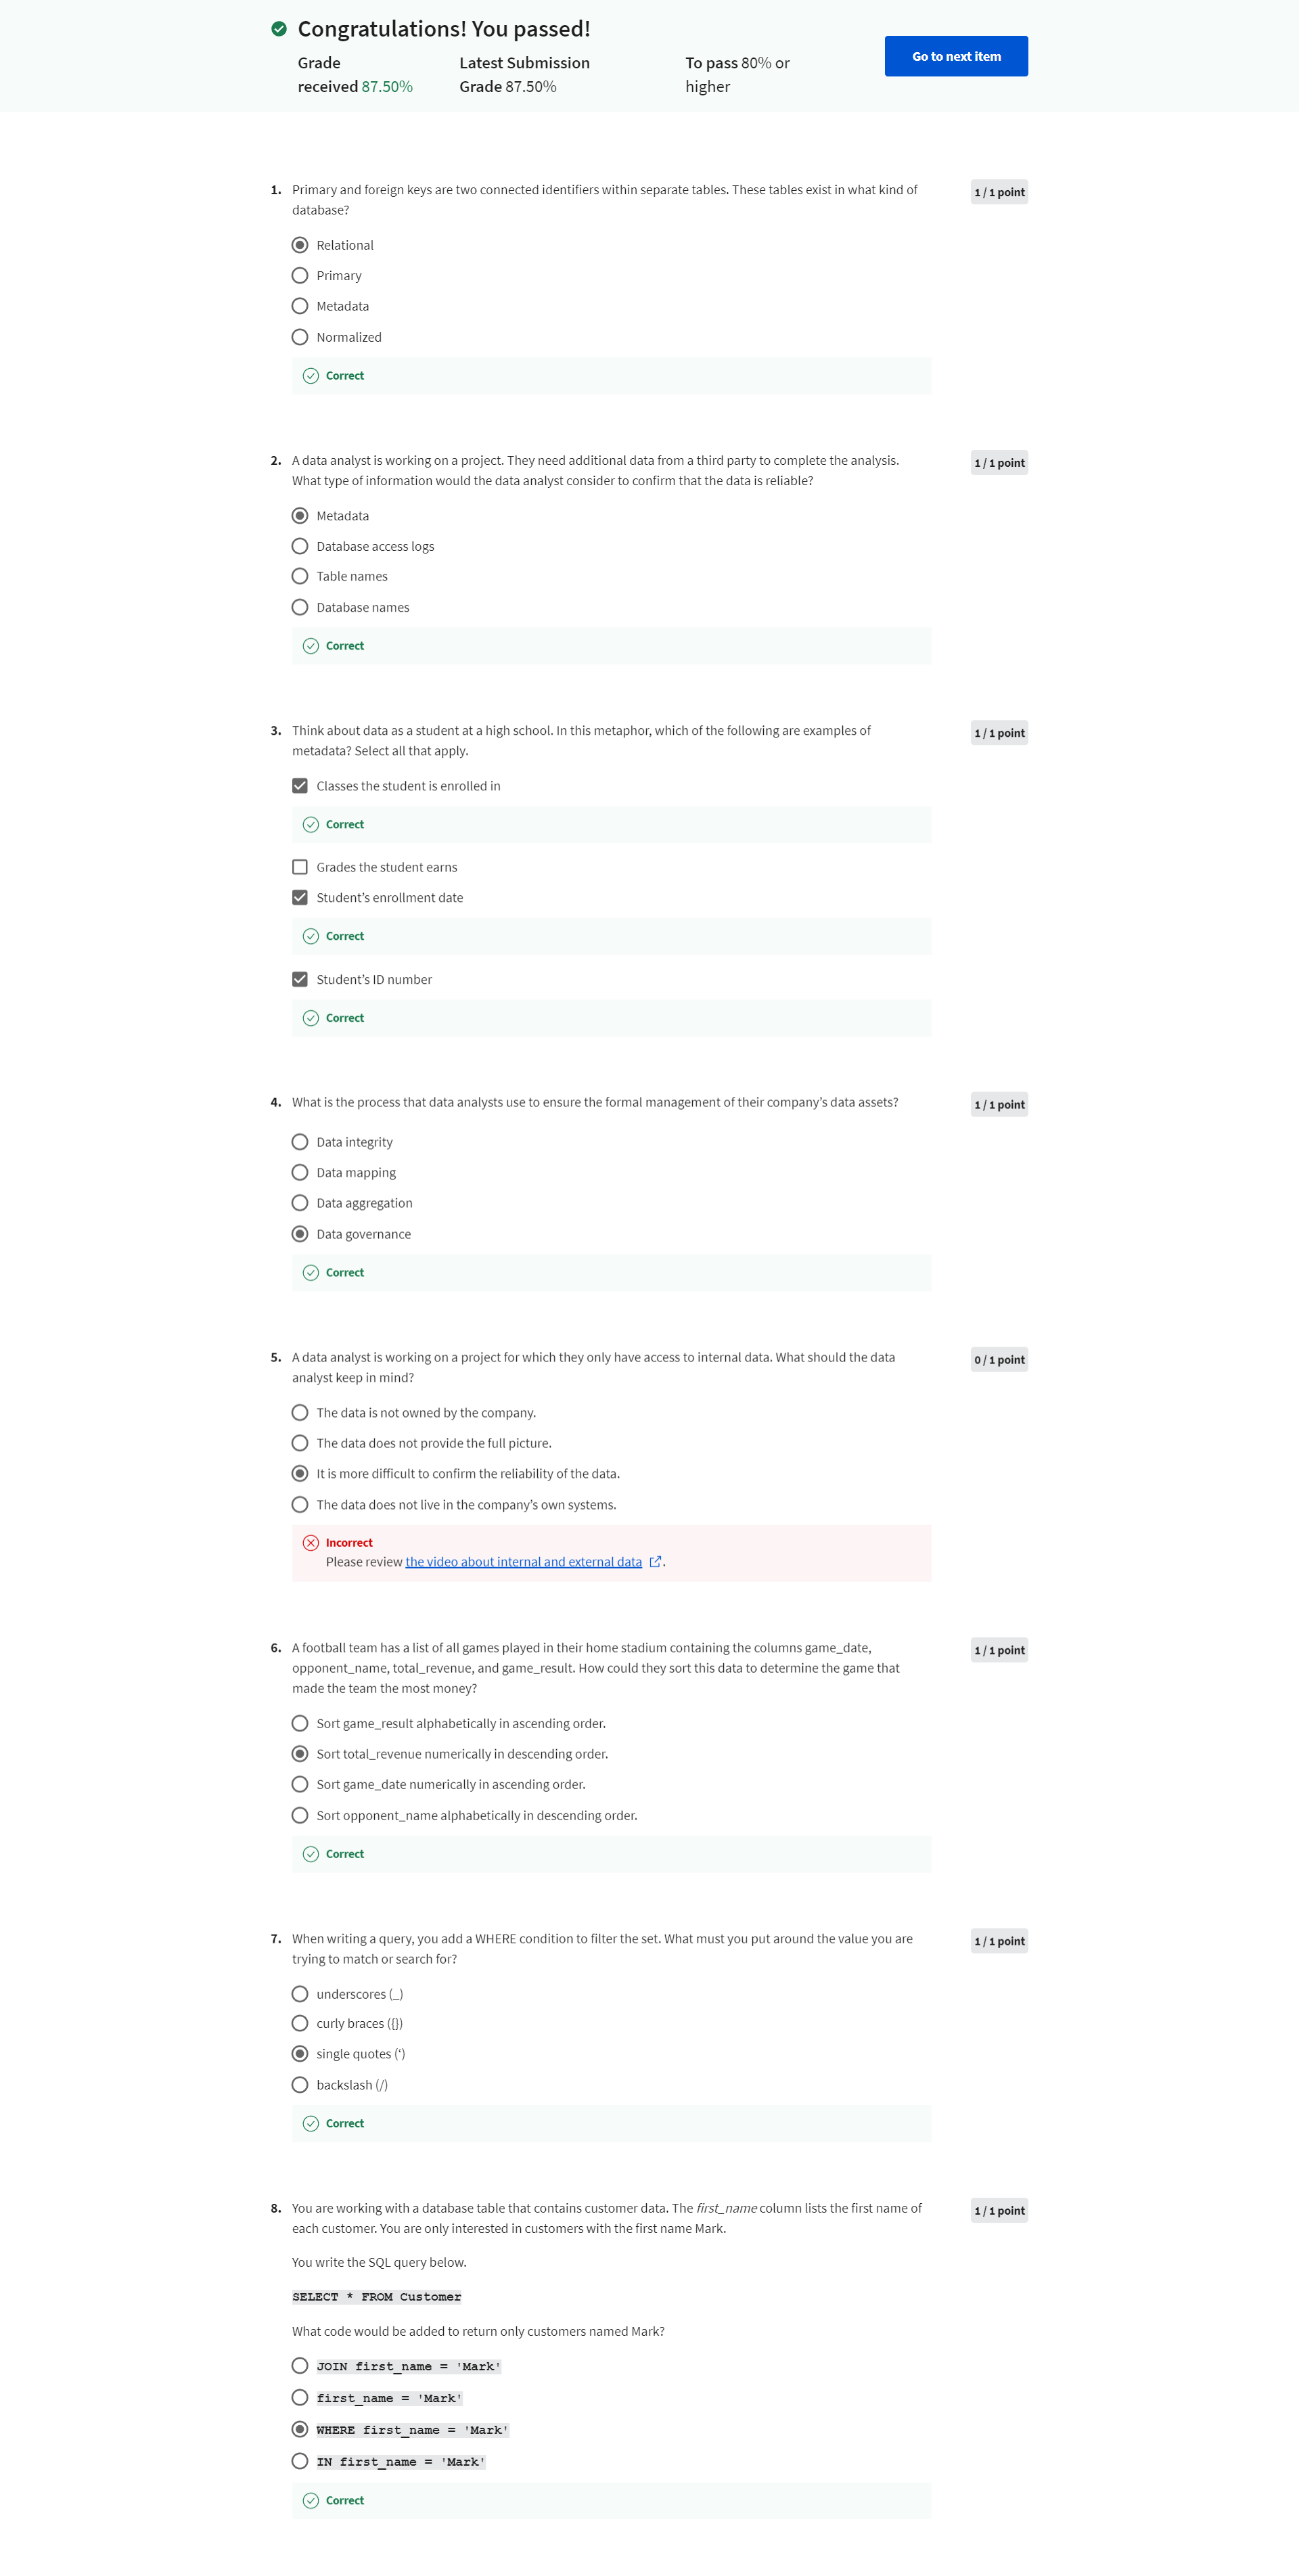 Congratulations! You passed!
Grade received 87.50%
Latest Submission Grade 87.50%
To pass 80% or higher
Go to next item
1. Primary and foreign keys are two connected identifiers within separate tables. These tables exist in what kind of
database?
1 / 1 point
Relational
Primary
Metadata
Normalized
Correct
2. A data analyst is working on a project. They need additional data from a third party to complete the analysis.
What type of information would the data analyst consider to confirm that the data is reliable?
1 / 1 point
Metadata
Database access logs
Table names
Database names
Correct
3. Think about data as a student at a high school. In this metaphor, which of the following are examples of
metadata? Select all that apply.
1 / 1 point
Classes the student is enrolled in
Correct
Grades the student earns
Student’s enrollment date
Correct
Student’s ID number
Correct
4. What is the process that data analysts use to ensure the formal management of their company’s data assets?
1 / 1 point
Data integrity
Data mapping
Data aggregation
Data governance
Correct
5. A data analyst is working on a project for which they only have access to internal data. What should the data
analyst keep in mind?
0 / 1 point
The data is not owned by the company.
The data does not provide the full picture.
It is more difficult to confirm the reliability of the data.
The data does not live in the company’s own systems.
Incorrect
Please review the video about internal and external data.
6. A football team has a list of all games played in their home stadium containing the columns game_date,
opponent_name, total_revenue, and game_result. How could they sort this data to determine the game that
made the team the most money?
1 / 1 point
Sort game_result alphabetically in ascending order.
Sort total_revenue numerically in descending order.
Sort game_date numerically in ascending order.
Sort opponent_name alphabetically in descending order.
Correct
7. When writing a query, you add a WHERE condition to filter the set. What must you put around the value you are
trying to match or search for?
1 / 1 point
underscores (_)
curly braces ({})
single quotes (‘)
backslash (/)
Correct
8. You are working with a database table that contains customer data. The first_name column lists the first name of
each customer. You are only interested in customers with the first name Mark.
1 / 1 point
You write the SQL query below.
SELECT * FROM Customer
What code would be added to return only customers named Mark?
JOIN first_name = 'Mark'
first_name = 'Mark'
WHERE first_name = 'Mark'
IN first_name = 'Mark'
Correct